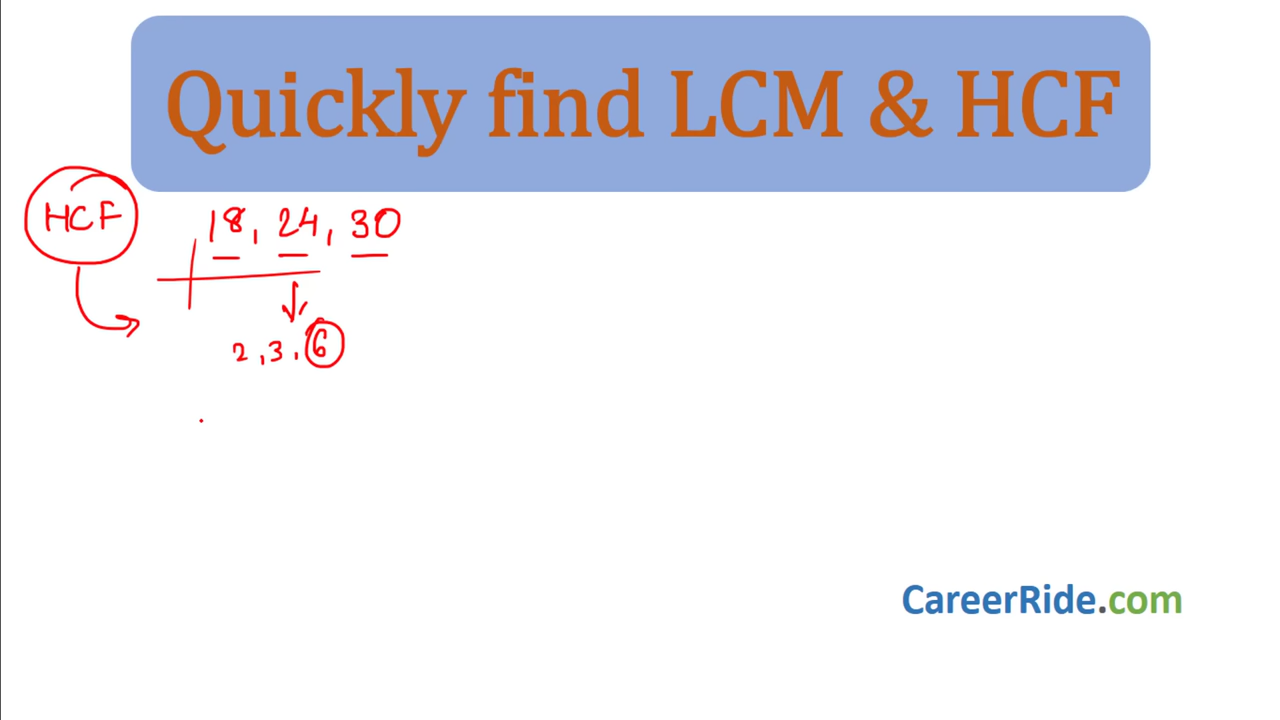 Quickly find LCM & HCF
HCF
18, 24, 30
2, 3, 6
CareerRide.com